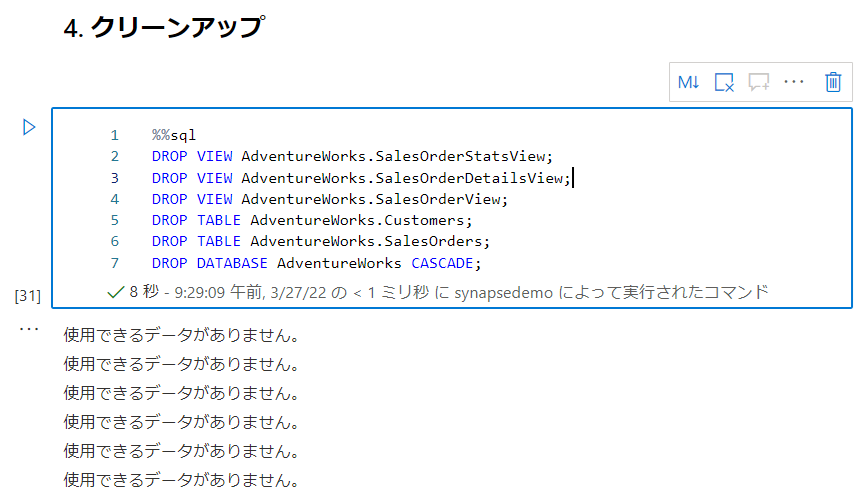 4. クリーンアップ
M↓ ...
1 %%sql
2 DROP VIEW AdventureWorks.SalesOrderStatsView;
3 DROP VIEW AdventureWorks.SalesOrderDetailsView;
4 DROP VIEW AdventureWorks.SalesOrderView;
5 DROP TABLE AdventureWorks.Customers;
6 DROP TABLE AdventureWorks.SalesOrders;
7 DROP DATABASE AdventureWorks CASCADE;
[31] 8 秒 - 9:29:09 午前, 3/27/22 の < 1 ミリ秒 に synapsedemo によって実行されたコマンド
... 使用できるデータがありません。
使用できるデータがありません。
使用できるデータがありません。
使用できるデータがありません。
使用できるデータがありません。
使用できるデータがありません。